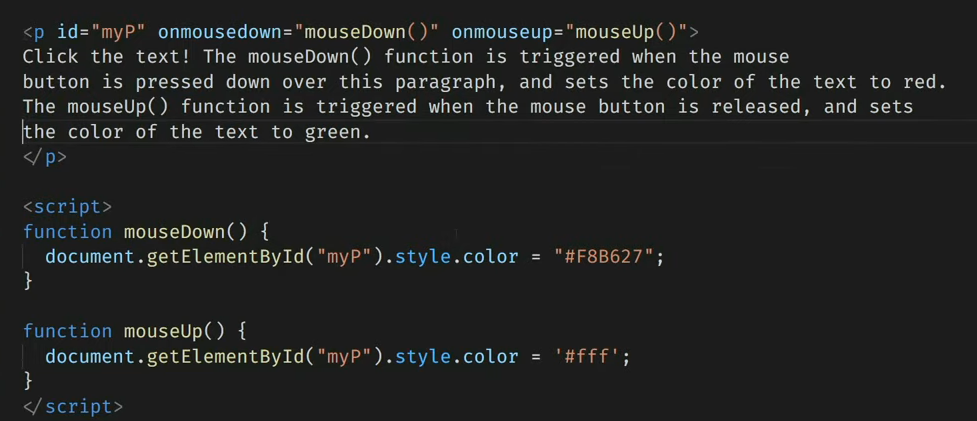 <p id="myP" onmousedown="mouseDown()" onmouseup="mouseUp()">
Click the text! The mouseDown() function is triggered when the mouse
button is pressed down over this paragraph, and sets the color of the text to red.
The mouseUp() function is triggered when the mouse button is released, and sets
the color of the text to green.
</p>

<script>
function mouseDown() {
  document.getElementById("myP").style.color = "#F8B627";
}

function mouseUp() {
  document.getElementById("myP").style.color = '#fff';
}
</script>